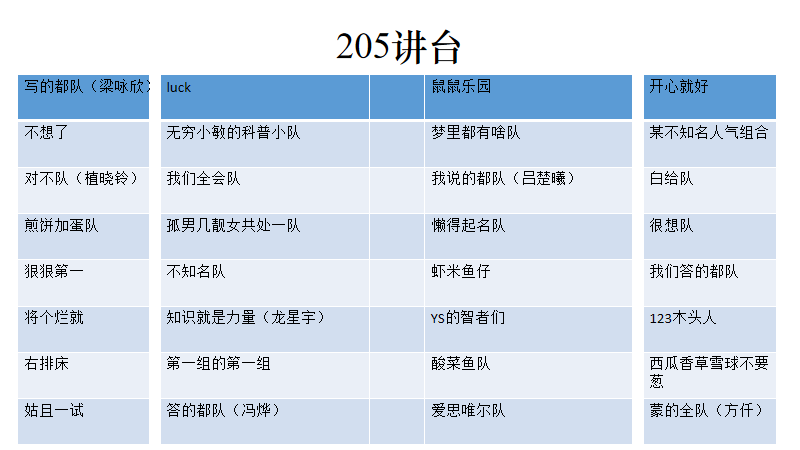 205讲台
写的都队（梁咏欣）
luck
鼠鼠乐园
开心就好
不想了
无穷小敏的科普小队
梦里都有啥队
某不知名人气组合
对不队（植晓铃）
我们全会队
我说的都队（吕楚曦）
白给队
煎饼加蛋队
孤男几靓女共处一队
懒得起名队
很想队
狠狠第一
不知名队
虾米鱼仔
我们答的都队
将个烂就
知识就是力量（龙星宇）
YS的智者们
123木头人
右排床
第一组的第一组
酸菜鱼队
西瓜香草雪球不要
葱
姑且一试
答的都队（冯烨）
爱思唯尔队
蒙的全队（方仟）